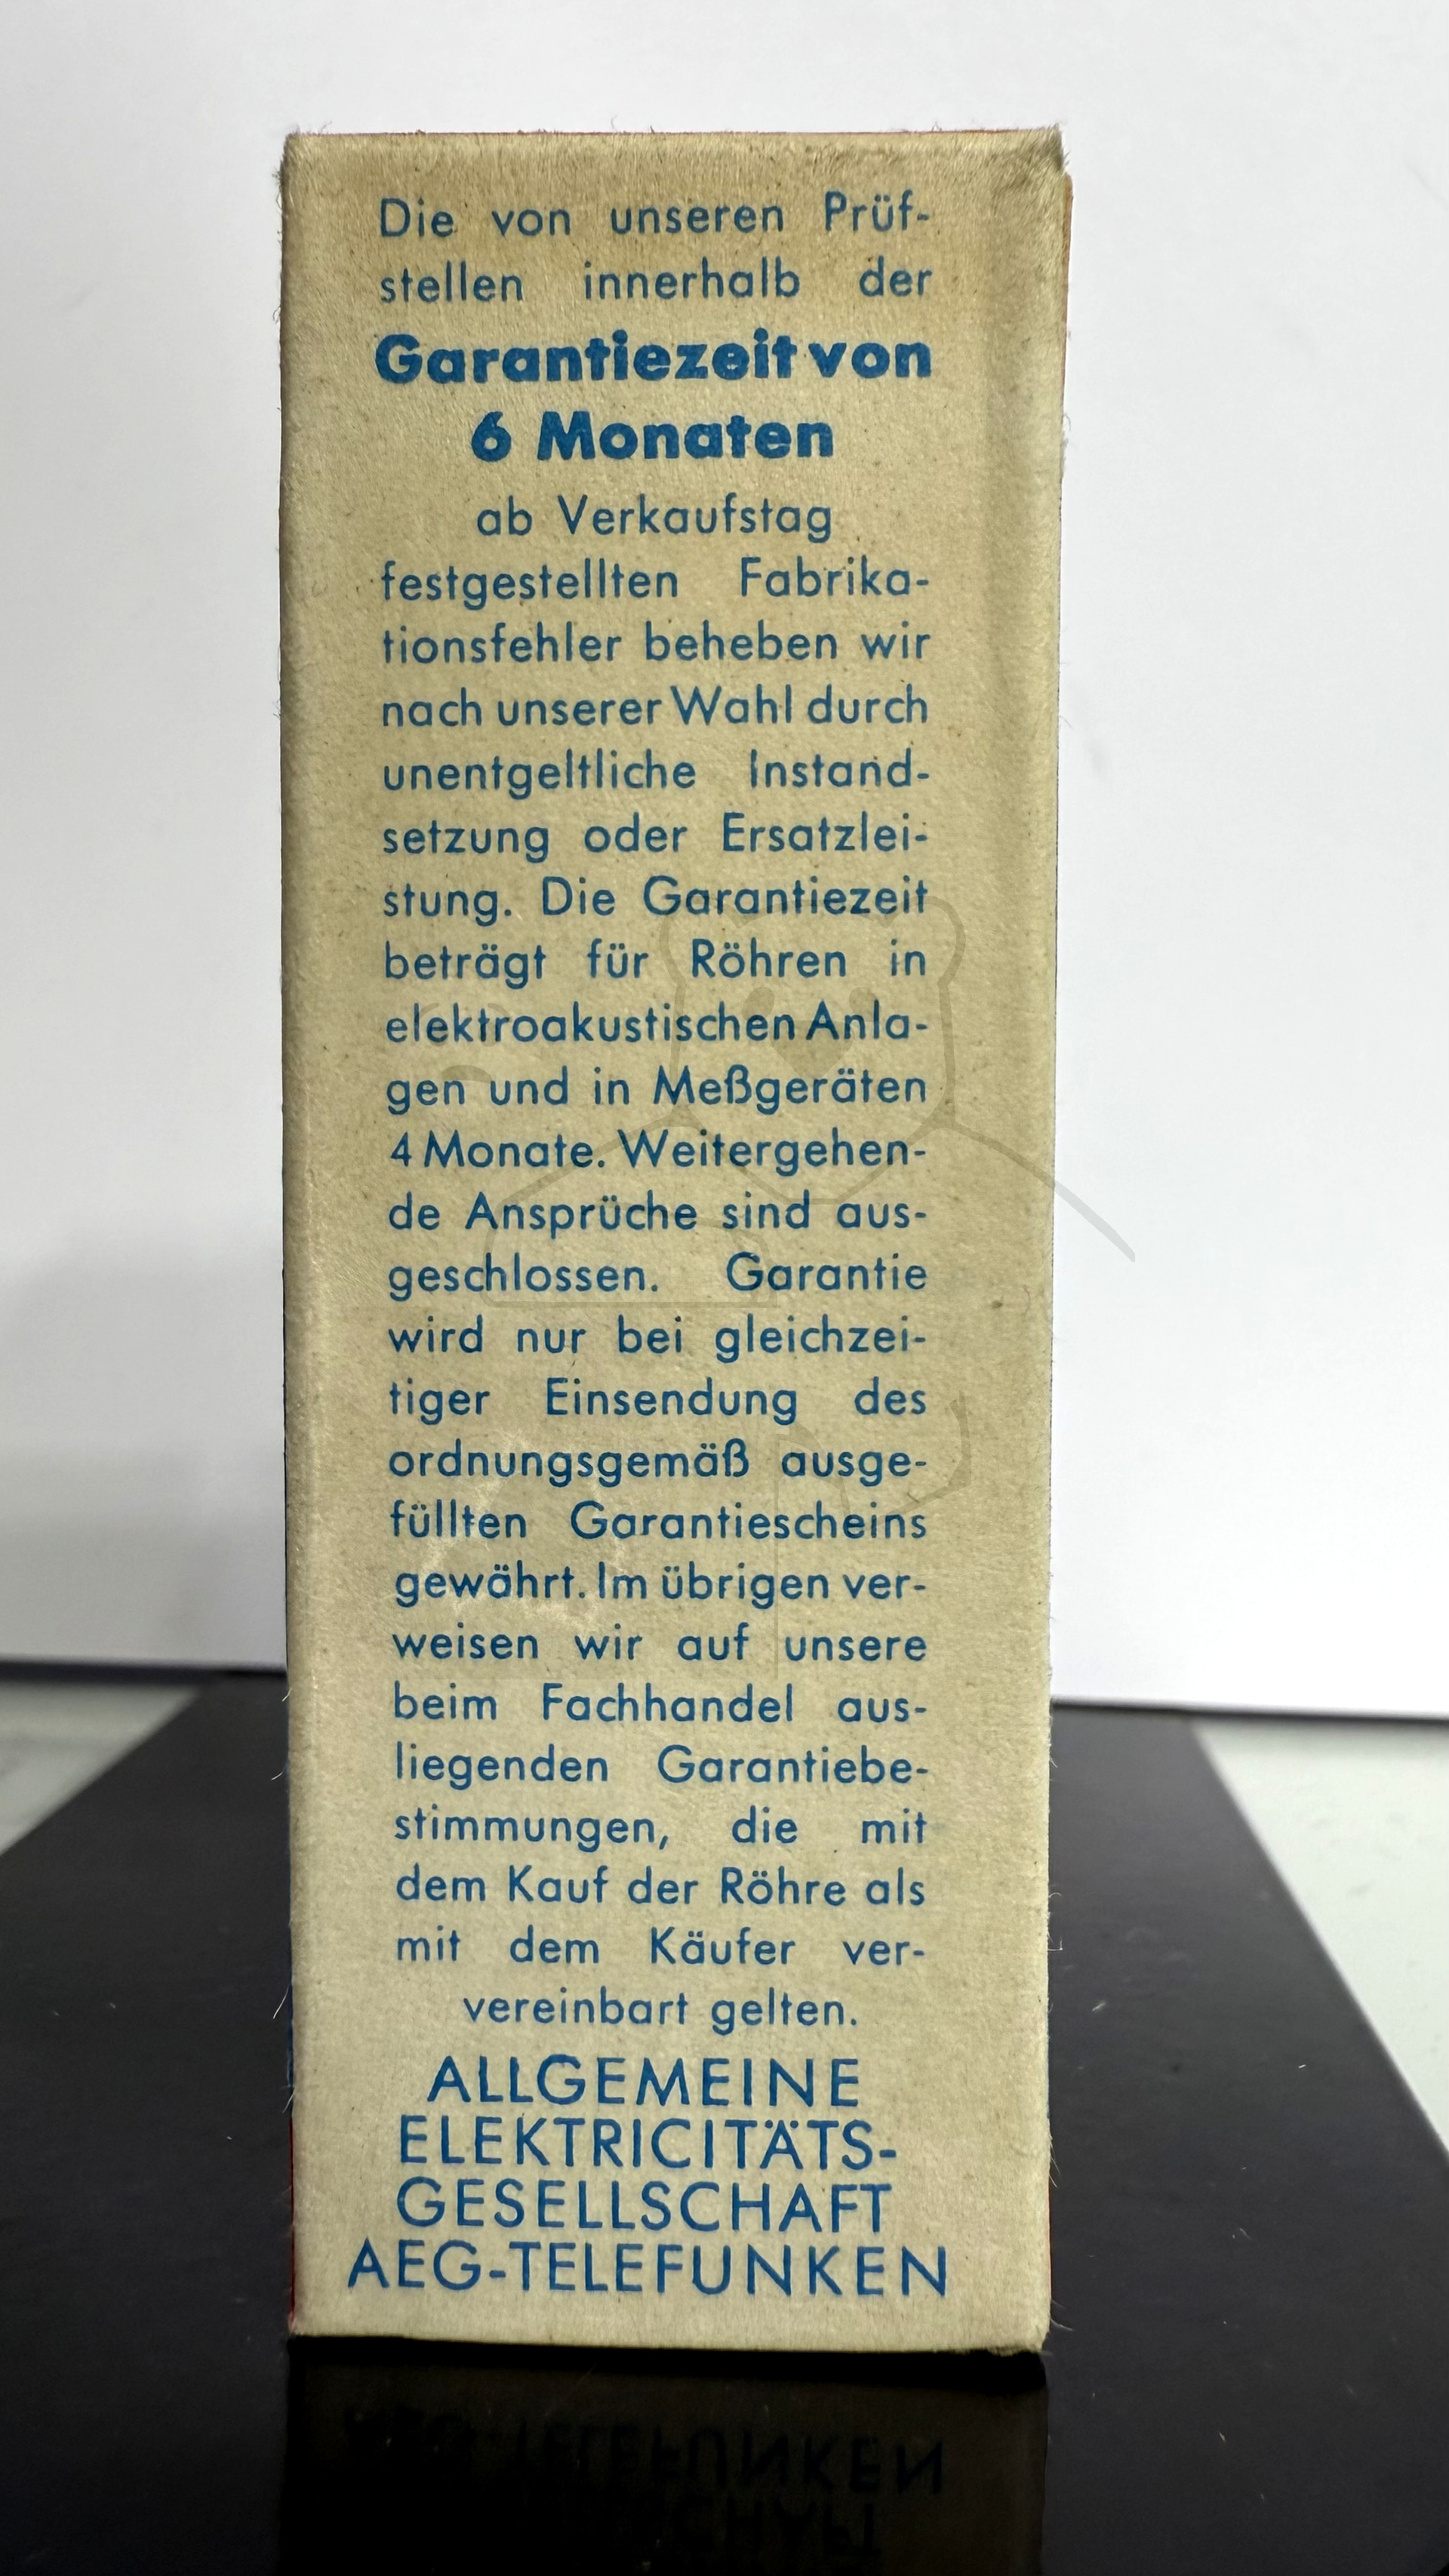 Die von unseren Prüf-
stellen innerhalb der
Garantiezeit von
6 Monaten
ab Verkaufstag
festgestellten Fabrika-
tionsfehler beheben wir
nach unserer Wahl durch
unentgeltliche Instand-
setzung oder Ersatzlei-
stung. Die Garantiezeit
beträgt für Röhren in
elektroakustischen Anla-
gen und in Meßgeräten
4 Monate. Weitergehen-
de Ansprüche sind aus-
geschlossen. Garantie
wird nur bei gleichzei-
tiger Einsendung des
ordnungsgemäß ausge-
füllten Garantiescheins
gewährt. Im übrigen ver-
weisen wir auf unsere
beim Fachhandel aus-
liegenden Garantiebe-
stimmungen, die mit
dem Kauf der Röhre als
mit dem Käufer ver-
vereinbart gelten.
ALLGEMEINE
ELEKTRICITÄTS-
GESELLSCHAFT
AEG-TELEFUNKEN